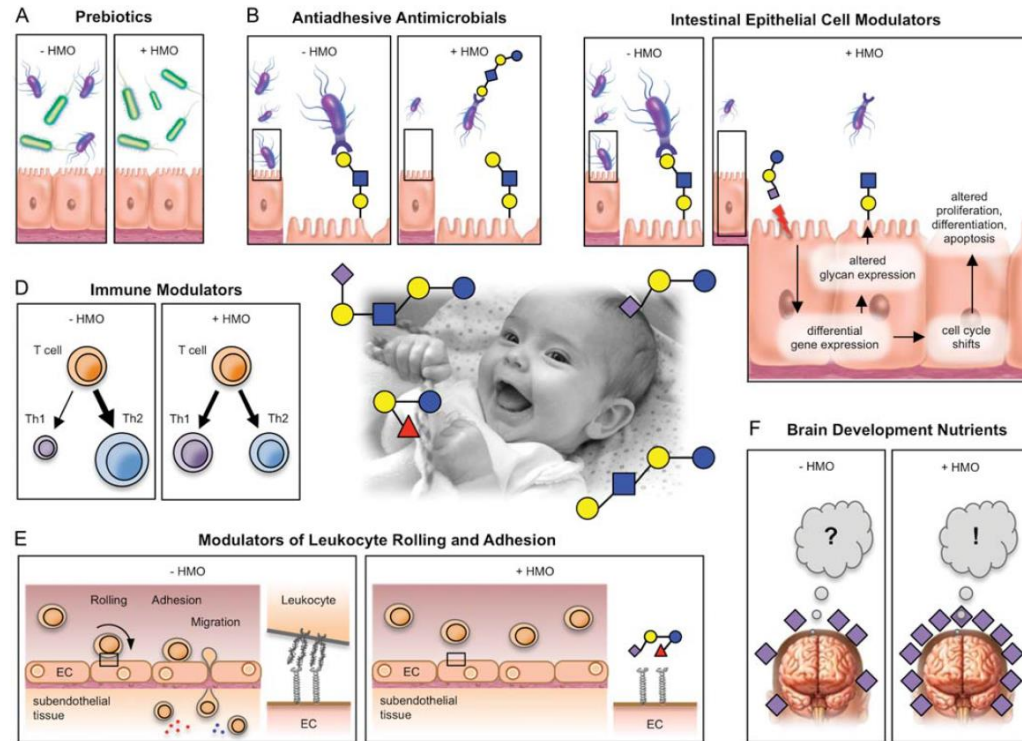 A
Prebiotics
- HMO
+ HMO
B
Antiadhesive Antimicrobials
- HMO
+ HMO
Intestinal Epithelial Cell Modulators
- HMO
+ HMO
altered
proliferation,
differentiation,
apoptosis
altered
glycan expression
differential
gene expression
cell cycle
shifts
D
Immune Modulators
- HMO
+ HMO
T cell
T cell
Th1
Th2
Th1
Th2
E
Modulators of Leukocyte Rolling and Adhesion
- HMO
+ HMO
Rolling
Adhesion
Migration
Leukocyte
EC
EC
subendothelial
tissue
EC
subendothelial
tissue
EC
F
Brain Development Nutrients
- HMO
+ HMO
?
!